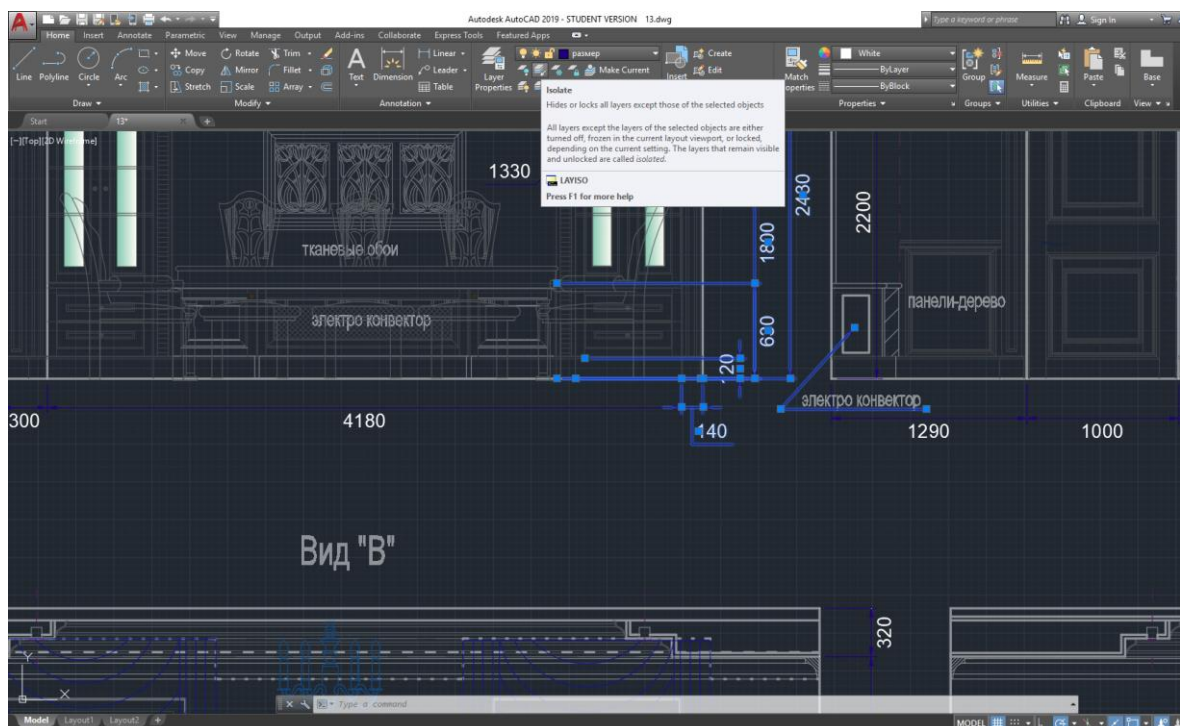 Autodesk AutoCAD 2019 - STUDENT VERSION 13.dwg
Type a keyword or phrase
Sign In
Home Insert Annotate Parametric View Manage Output Add-ins Collaborate Express Tools Featured Apps
Line Polyline Circle Arc
Move Rotate Trim
Copy Mirror Fillet
Stretch Scale Array
Text Dimension
Linear
Leader
Table
Layer Properties
размер
Make Current
Insert
Create
Edit
Match Properties
White
ByLayer
ByBlock
Group
Measure
Paste
Base
Draw Modify Annotation Properties Groups Utilities Clipboard View
Start 13*
[-][Top]
Isolate
Hides or locks all layers except those of the selected objects
All layers except the layers of the selected objects are either
turned off, frozen in the current layout viewport, or locked,
depending on the current setting. The layers that remain visible
and unlocked are called isolated.
LAYISO
Press F1 for more help
1330
2430
2200
1800
тканевые обои
панели-дерево
электро конвектор
630
120
электро конвектор
300
4180
140
1290
1000
Вид "В"
320
Y
X
Type a command
Model Layout1 Layout2 +
MODEL